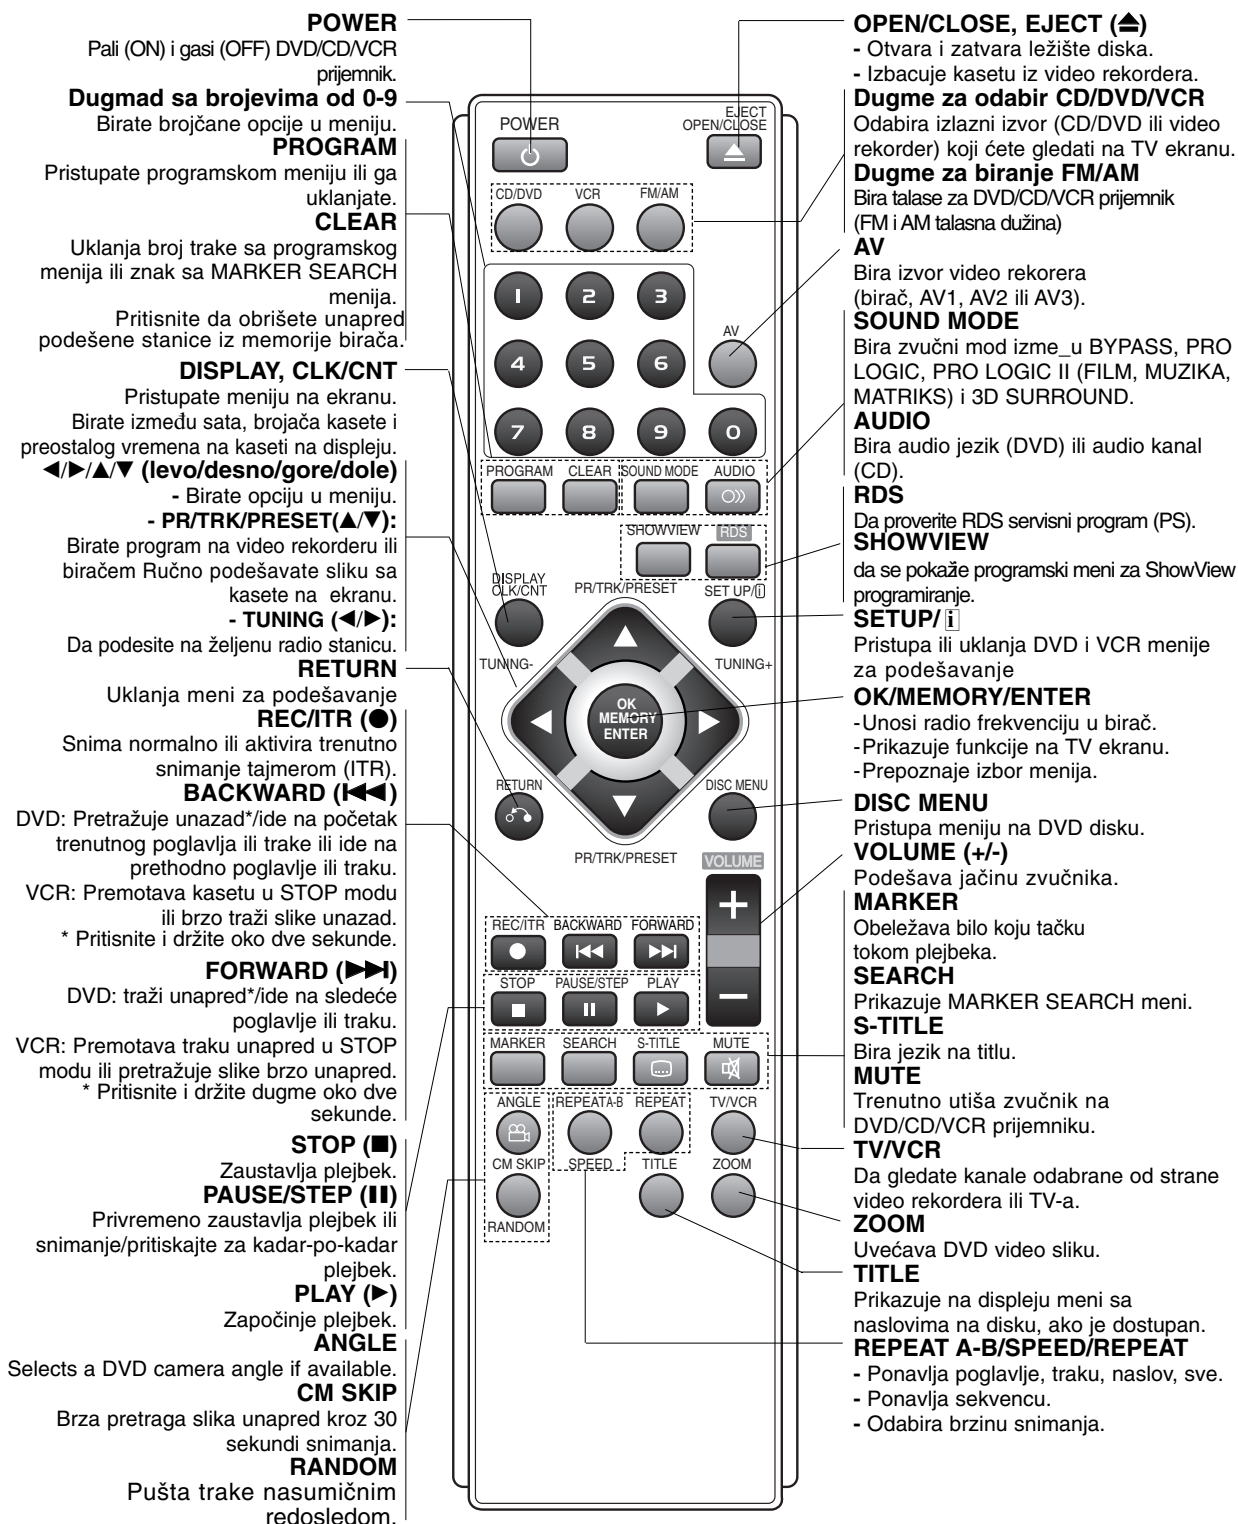 POWER
Pali (ON) i gasi (OFF) DVD/CD/VCR
prijemnik.
Dugmad sa brojevima od 0-9
Birate brojčane opcije u meniju.
PROGRAM
Pristupate programskom meniju ili ga
uklanjate.
CLEAR
Uklanja broj trake sa programskog
menija ili znak sa MARKER SEARCH
menija.
Pritisnite da obrišete unapred
podešene stanice iz memorije birača.
DISPLAY, CLK/CNT
Pristupate meniju na ekranu.
Birate između sata, brojača kasete i
preostalog vremena na kaseti na displeju.
◀/▶/▲/▼ (levo/desno/gore/dole)
- Birate opciju u meniju.
- PR/TRK/PRESET(▲/▼):
Birate program na video rekorderu ili
biračem Ručno podešavate sliku sa
kasete na ekranu.
- TUNING (◀/▶):
Da podesite na željenu radio stanicu.
RETURN
Uklanja meni za podešavanje
REC/ITR (●)
Snima normalno ili aktivira trenutno
snimanje tajmerom (ITR).
BACKWARD (|◀◀)
DVD: Pretražuje unazad*/ide na početak
trenutnog poglavlja ili trake ili ide na
prethodno poglavlje ili traku.
VCR: Premotava kasetu u STOP modu
ili brzo traži slike unazad.
* Pritisnite i držite oko dve sekunde.
FORWARD (▶▶|)
DVD: traži unapred*/ide na sledeće
poglavlje ili traku.
VCR: Premotava traku unapred u STOP
modu ili pretražuje slike brzo unapred.
* Pritisnite i držite dugme oko dve
sekunde.
STOP (■)
Zaustavlja plejbek.
PAUSE/STEP (❚❚)
Privremeno zaustavlja plejbek ili
snimanje/pritiskajte za kadar-po-kadar
plejbek.
PLAY (▶)
Započinje plejbek.
ANGLE
Selects a DVD camera angle if available.
CM SKIP
Brza pretraga slika unapred kroz 30
sekundi snimanja.
RANDOM
Pušta trake nasumičnim
redosledom.
POWER
EJECT
OPEN/CLOSE
CD/DVD VCR FM/AM
1 2 3
AV
4 5 6
7 8 9 0
PROGRAM CLEAR SOUND MODE AUDIO
SHOWVIEW RDS
DISPLAY
CLK/CNT
PR/TRK/PRESET
SET UP/i
TUNING- TUNING+
OK
MEMORY
ENTER
RETURN DISC MENU
PR/TRK/PRESET
VOLUME
+
REC/ITR BACKWARD FORWARD
STOP PAUSE/STEP PLAY
−
MARKER SEARCH S-TITLE MUTE
ANGLE REPEAT A-B REPEAT TV/VCR
CM SKIP SPEED TITLE ZOOM
RANDOM
OPEN/CLOSE, EJECT (⏏)
- Otvara i zatvara ležište diska.
- Izbacuje kasetu iz video rekordera.
Dugme za odabir CD/DVD/VCR
Odabira izlazni izvor (CD/DVD ili video
rekorder) koji ćete gledati na TV ekranu.
Dugme za biranje FM/AM
Bira talase za DVD/CD/VCR prijemnik
(FM i AM talasna dužina)
AV
Bira izvor video rekorera
(birač, AV1, AV2 ili AV3).
SOUND MODE
Bira zvučni mod izme_u BYPASS, PRO
LOGIC, PRO LOGIC II (FILM, MUZIKA,
MATRIKS) i 3D SURROUND.
AUDIO
Bira audio jezik (DVD) ili audio kanal
(CD).
RDS
Da proverite RDS servisni program (PS).
SHOWVIEW
da se pokaže programski meni za ShowView
programiranje.
SETUP/ i
Pristupa ili uklanja DVD i VCR menije
za podešavanje
OK/MEMORY/ENTER
-Unosi radio frekvenciju u birač.
-Prikazuje funkcije na TV ekranu.
-Prepoznaje izbor menija.
DISC MENU
Pristupa meniju na DVD disku.
VOLUME (+/-)
Podešava jačinu zvučnika.
MARKER
Obeležava bilo koju tačku
tokom plejbeka.
SEARCH
Prikazuje MARKER SEARCH meni.
S-TITLE
Bira jezik na titlu.
MUTE
Trenutno utiša zvučnik na
DVD/CD/VCR prijemniku.
TV/VCR
Da gledate kanale odabrane od strane
video rekordera ili TV-a.
ZOOM
Uvećava DVD video sliku.
TITLE
Prikazuje na displeju meni sa
naslovima na disku, ako je dostupan.
REPEAT A-B/SPEED/REPEAT
- Ponavlja poglavlje, traku, naslov, sve.
- Ponavlja sekvencu.
- Odabira brzinu snimanja.